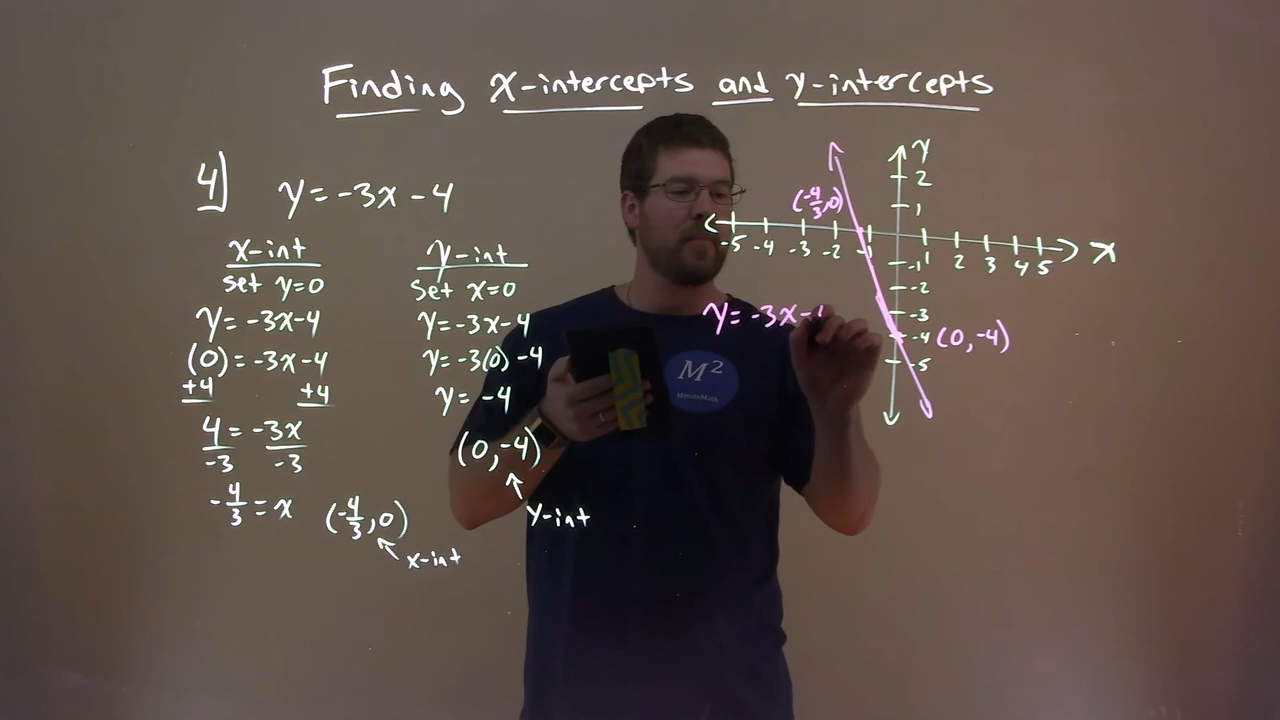 Finding x-intercepts and y-intercepts
4) y = -3x - 4
x-int
set y=0
y = -3x-4
(0) = -3x-4
+4 +4
4 = -3x
-3 -3
-4/3 = x (-4/3, 0)
x-int
y-int
set x=0
y = -3x-4
y = -3(0) -4
y = -4
(0, -4)
y-int
M²
MinuteMath
y
2
1
(-4/3, 0)
-5 -4 -3 -2 -1 1 2 3 4 5 x
-1
-2
-3
-4 (0, -4)
-5
y = -3x-4